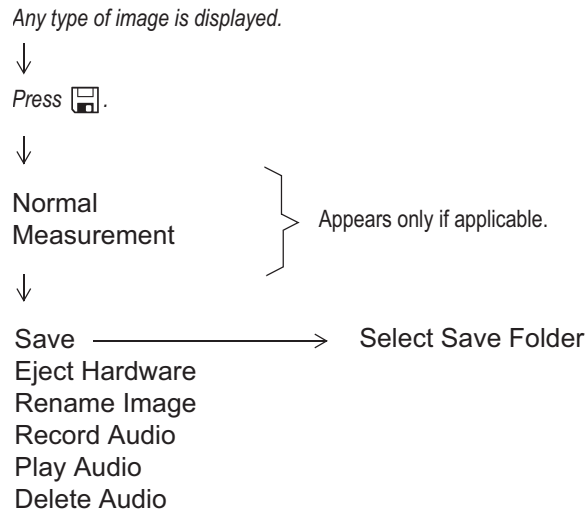 Any type of image is displayed.
Press .
Normal
Measurement
Appears only if applicable.
Save
Select Save Folder
Eject Hardware
Rename Image
Record Audio
Play Audio
Delete Audio